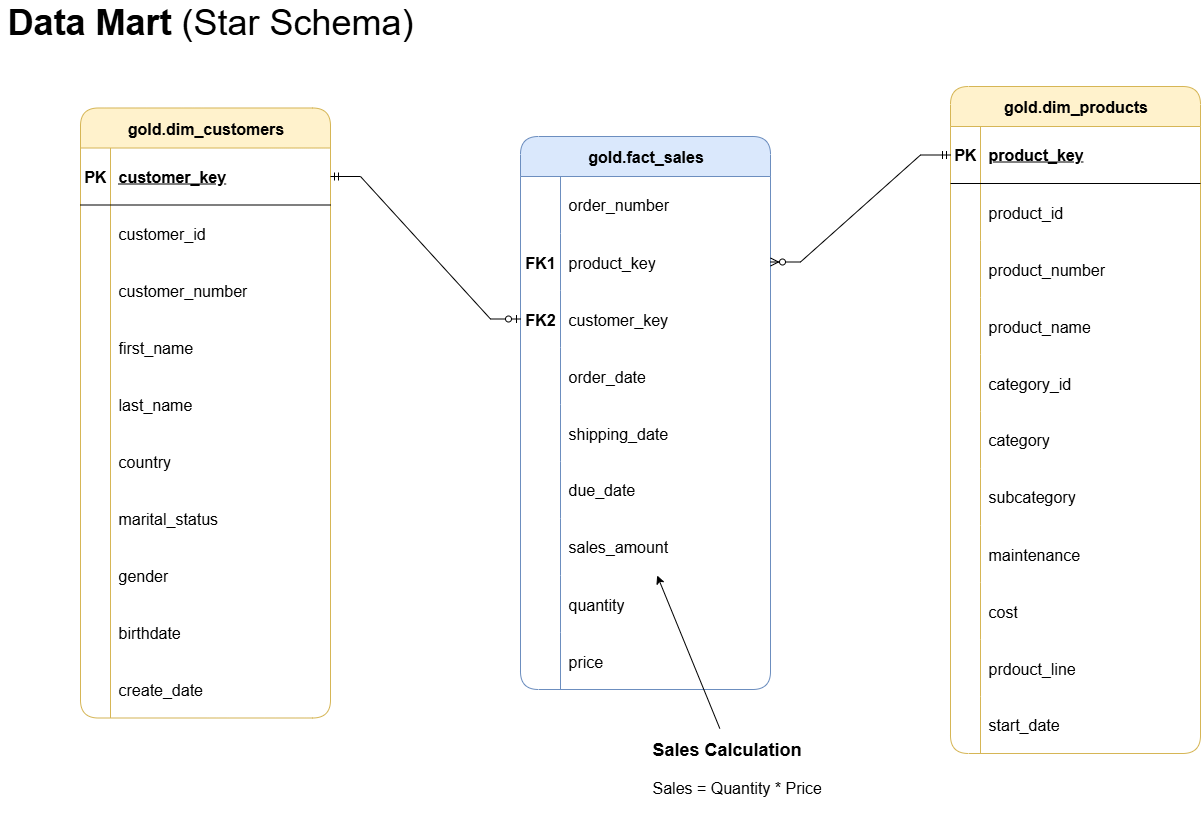 Data Mart (Star Schema)
gold.dim_customers
PK customer_key
customer_id
customer_number
first_name
last_name
country
marital_status
gender
birthdate
create_date
gold.fact_sales
order_number
FK1 product_key
FK2 customer_key
order_date
shipping_date
due_date
sales_amount
quantity
price
Sales Calculation
Sales = Quantity * Price
gold.dim_products
PK product_key
product_id
product_number
product_name
category_id
category
subcategory
maintenance
cost
prdouct_line
start_date